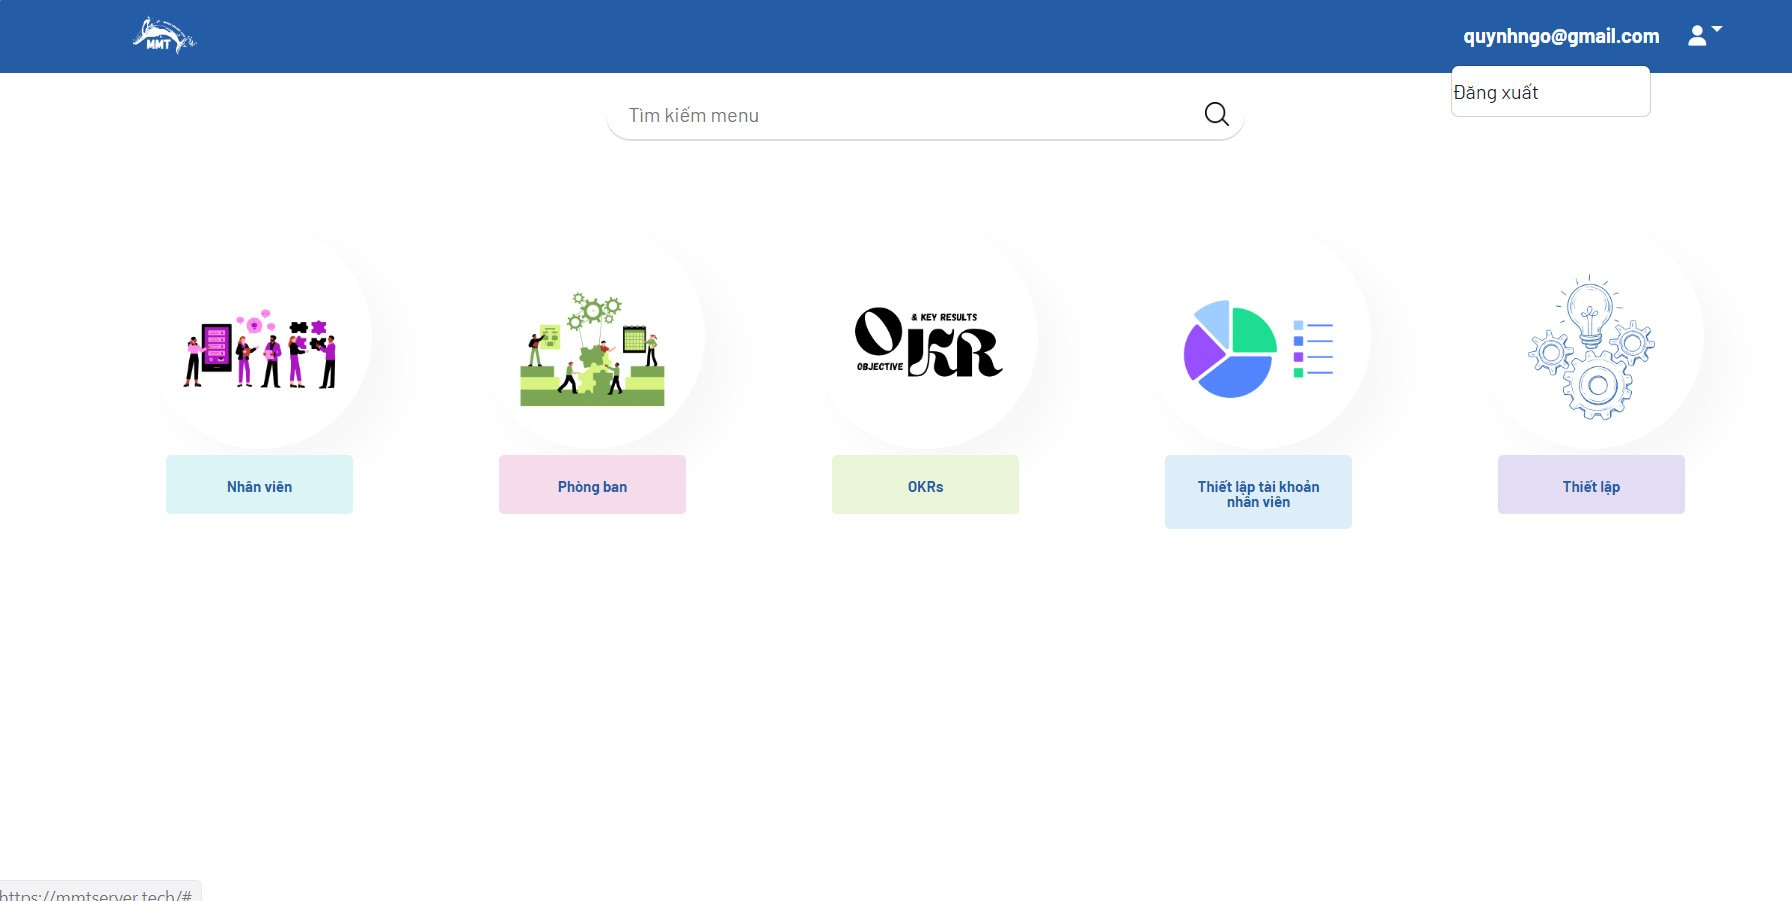 MMT
quynhngo@gmail.com
Đăng xuất
Tìm kiếm menu
& KEY RESULTS
OKR
OBJECTIVE
Nhân viên
Phòng ban
OKRs
Thiết lập tài khoản
nhân viên
Thiết lập
https://mmtserver.tech/#